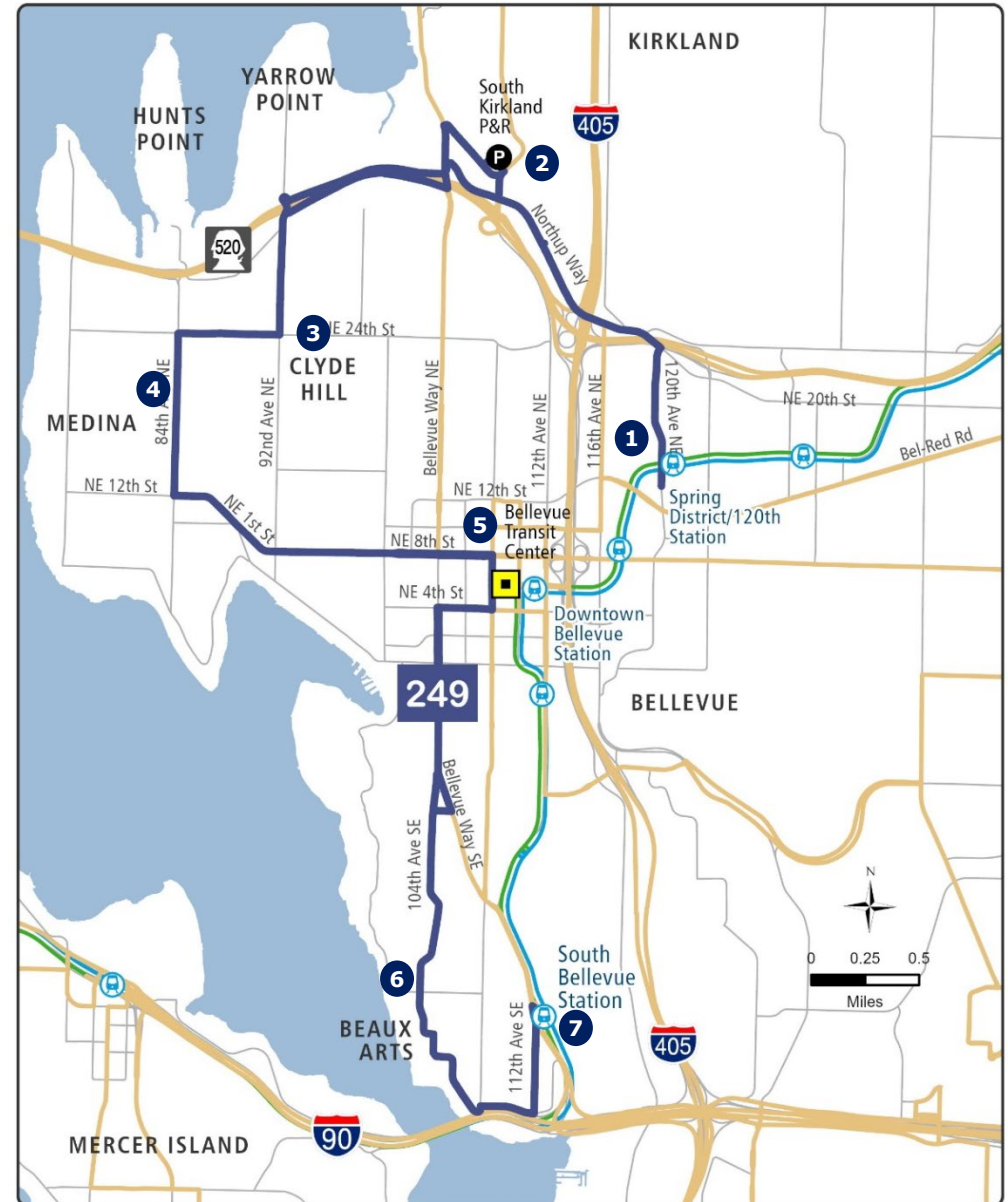 KIRKLAND
YARROW
POINT
HUNTS
POINT
South
Kirkland
P&R
405
P
2
Northup Way
520
3
NE 24th St
CLYDE
HILL
4
84th Ave NE
MEDINA
92nd Ave NE
Bellevue Way NE
112th Ave NE
116th Ave NE
120th Ave NE
NE 20th St
1
Bel-Red Rd
NE 12th St
NE 12th St
Spring
District/120th
Station
NE 1st St
5
Bellevue
Transit
Center
NE 8th St
NE 4th St
Downtown
Bellevue
Station
249
BELLEVUE
Bellevue Way SE
104th Ave SE
N
0 0.25 0.5
Miles
6
South
Bellevue
Station
7
BEAUX
ARTS
112th Ave SE
405
90
MERCER ISLAND